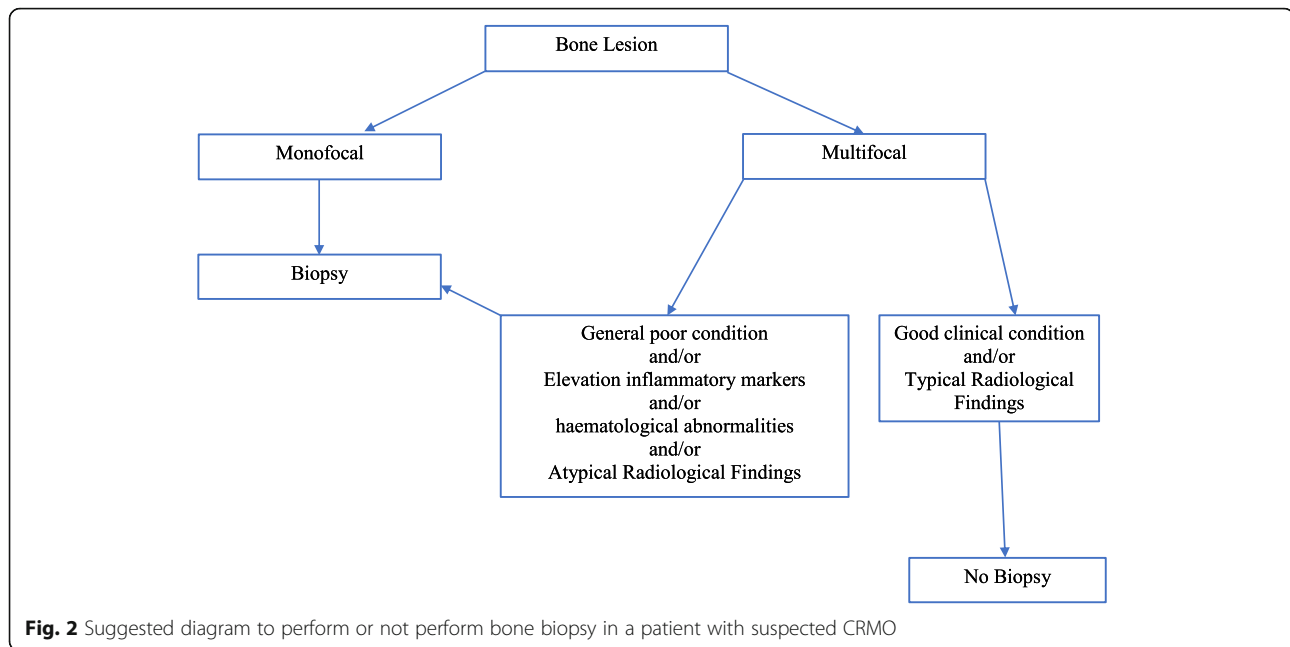 Bone Lesion
Monofocal
Multifocal
Biopsy
General poor condition
and/or
Elevation inflammatory markers
and/or
haematological abnormalities
and/or
Atypical Radiological Findings
Good clinical condition
and/or
Typical Radiological
Findings
No Biopsy
Fig. 2 Suggested diagram to perform or not perform bone biopsy in a patient with suspected CRMO